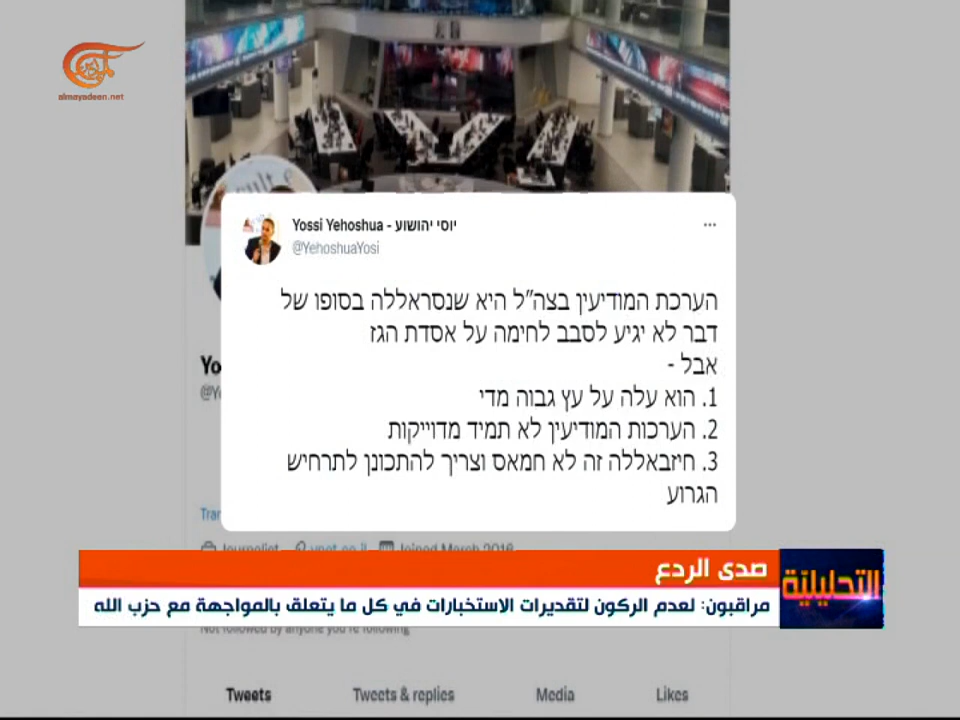 almayadeen.net
Yossi Yehoshua - יוסי יהושוע
@YehoshuaYosi
הערכת המודיעין בצה"ל היא שנסראללה בסופו של
דבר לא יגיע לסבב לחימה על אסדת הגז
אבל -
1. הוא עלה על עץ גבוה מדי
2. הערכות המודיעין לא תמיד מדוייקות
3. חיזבאללה זה לא חמאס וצריך להתכונן לתרחיש
הגרוע
Yo
@Y
Tran
Journalist ynet.co.il Joined March 2016
صدى الردع
التحليلية
مراقبون: لعدم الركون لتقديرات الاستخبارات في كل ما يتعلق بالمواجهة مع حزب الله
Not followed by anyone you're following
Tweets Tweets & replies Media Likes